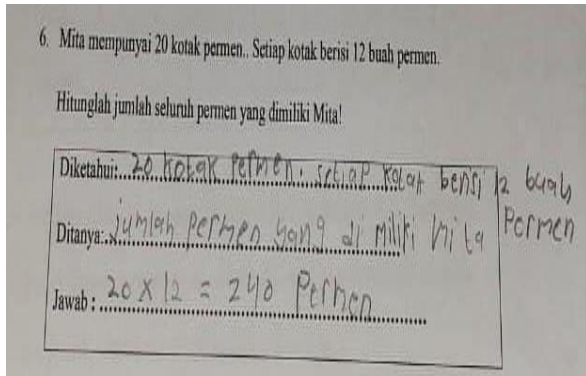 6. Mita mempunyai 20 kotak permen.. Setiap kotak berisi 12 buah permen.
Hitunglah jumlah seluruh permen yang dimiliki Mita!
Diketahui:..20 kotak Permen. setiap kotak berisi 12 buah
Permen
Ditanya:..jumlah Permen yang di miliki Mita
Jawab : 20 x 12 = 240 Permen